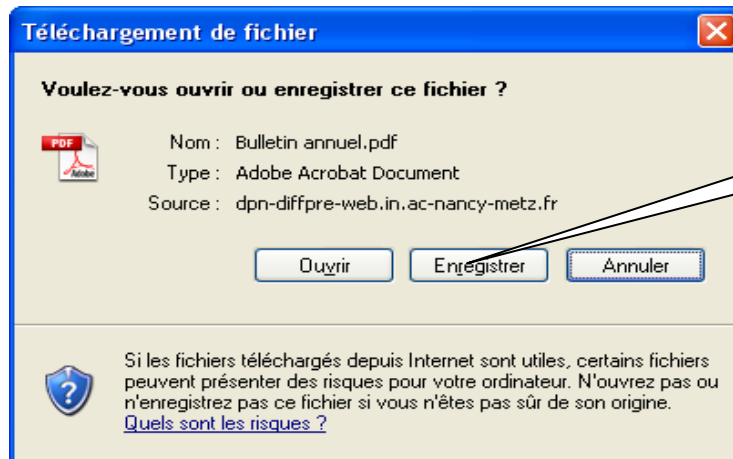 Téléchargement de fichier
Voulez-vous ouvrir ou enregistrer ce fichier ?
PDF
Adobe
Nom : Bulletin annuel.pdf
Type : Adobe Acrobat Document
Source : dpn-diffpre-web.in.ac-nancy-metz.fr
Ouvrir Enregistrer Annuler
Si les fichiers téléchargés depuis Internet sont utiles, certains fichiers
peuvent présenter des risques pour votre ordinateur. N'ouvrez pas ou
n'enregistrez pas ce fichier si vous n'êtes pas sûr de son origine.
Quels sont les risques ?